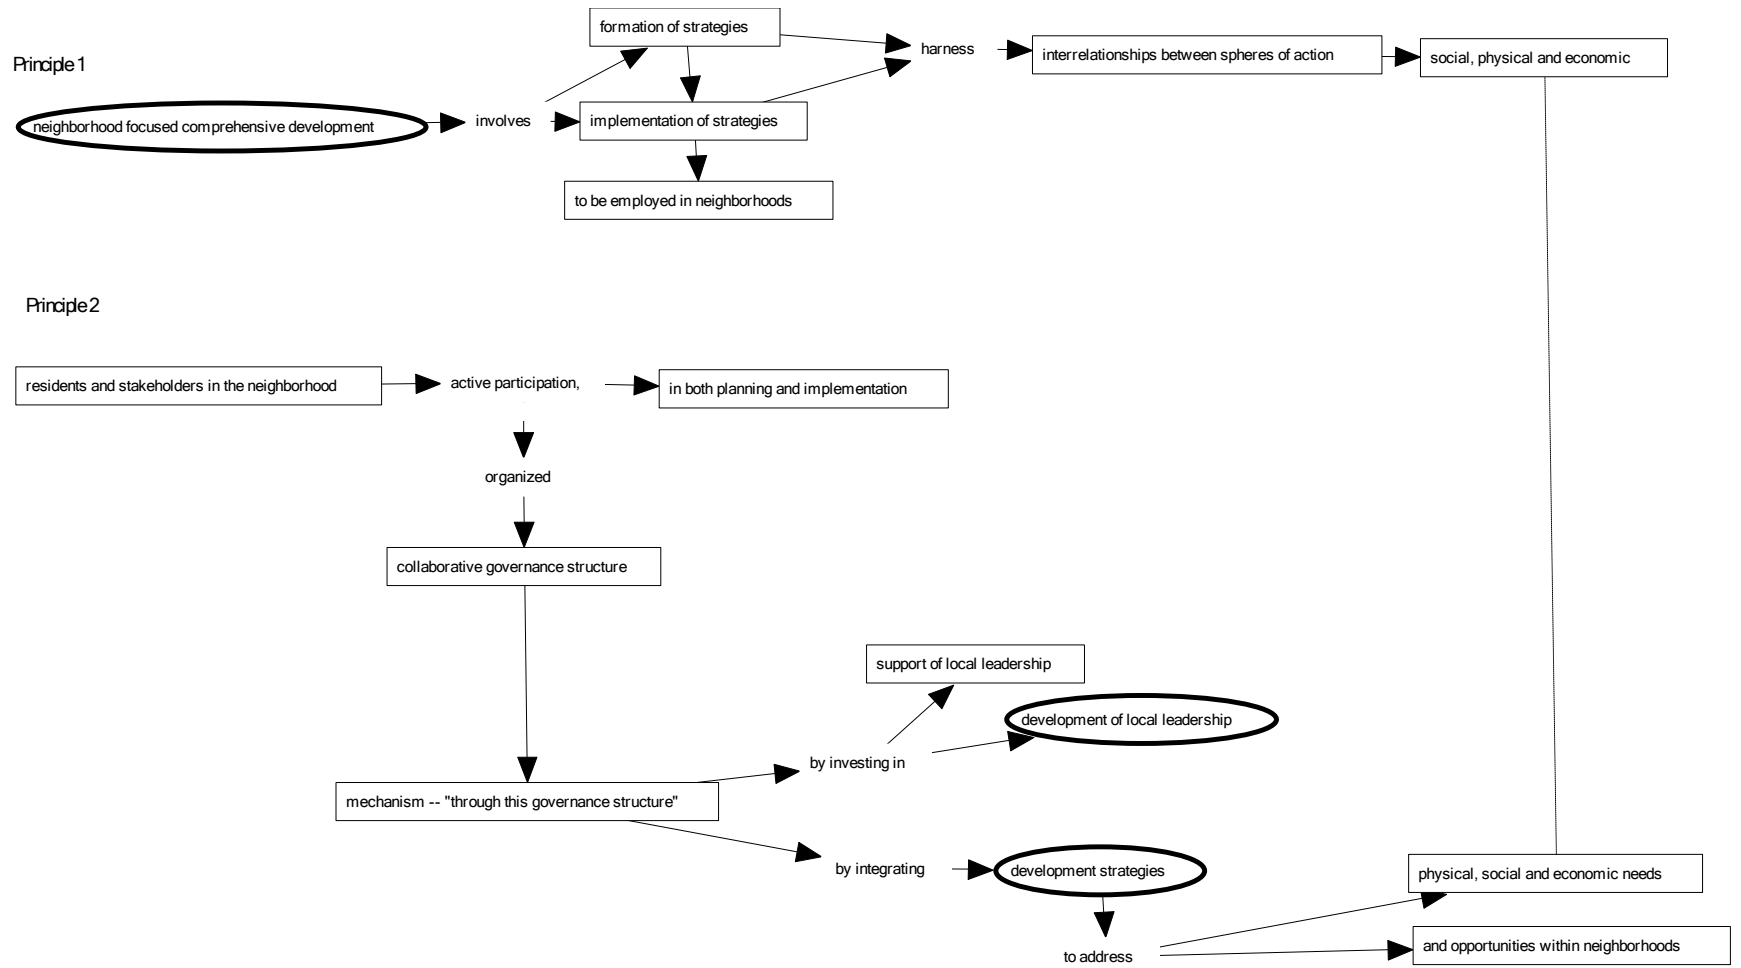 Principle 1
formation of strategies
harness
interrelationships between spheres of action
social, physical and economic
neighborhood focused comprehensive development
involves
implementation of strategies
to be employed in neighborhoods
Principle 2
residents and stakeholders in the neighborhood
active participation,
in both planning and implementation
organized
collaborative governance structure
support of local leadership
development of local leadership
by investing in
mechanism -- "through this governance structure"
by integrating
development strategies
physical, social and economic needs
to address
and opportunities within neighborhoods